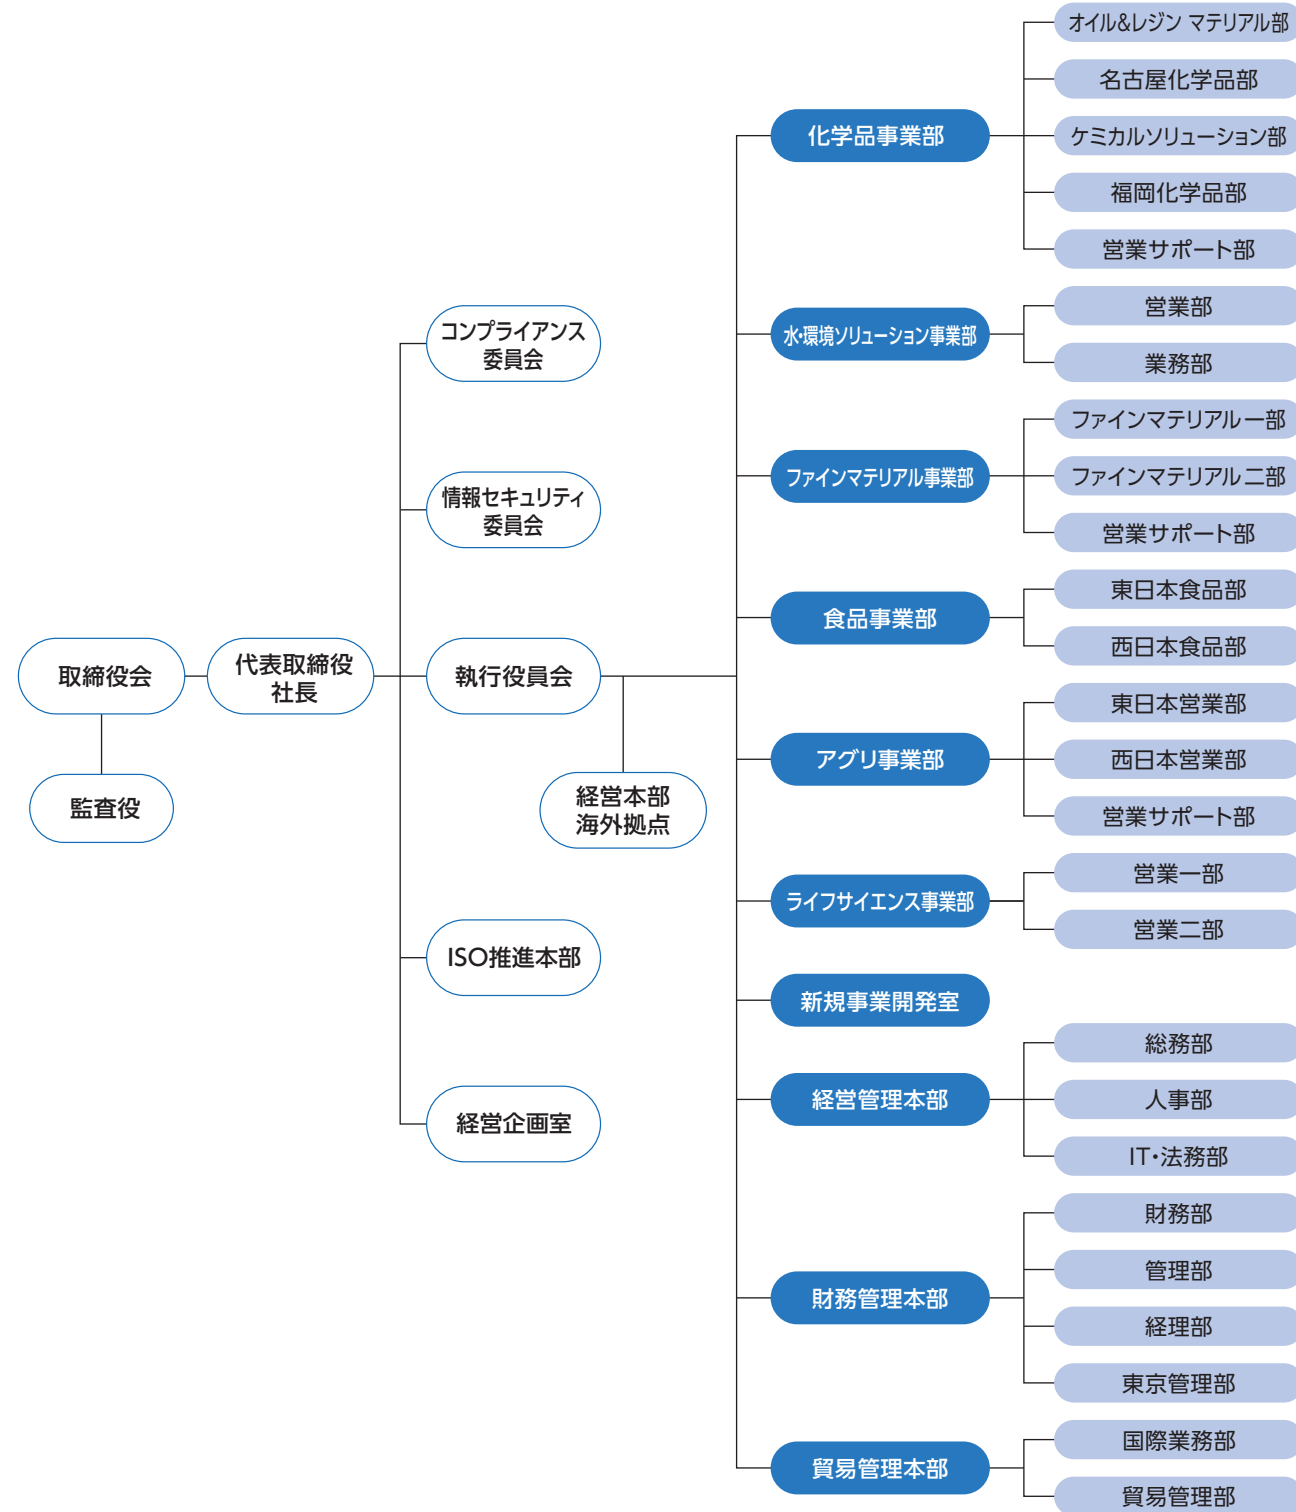 取締役会
監査役
代表取締役
社長
コンプライアンス
委員会
情報セキュリティ
委員会
執行役員会
経営本部
海外拠点
ISO推進本部
経営企画室
化学品事業部
オイル&レジン マテリアル部
名古屋化学品部
ケミカルソリューション部
福岡化学品部
営業サポート部
水・環境ソリューション事業部
営業部
業務部
ファインマテリアル事業部
ファインマテリアル一部
ファインマテリアル二部
営業サポート部
食品事業部
東日本食品部
西日本食品部
アグリ事業部
東日本営業部
西日本営業部
営業サポート部
ライフサイエンス事業部
営業一部
営業二部
新規事業開発室
経営管理本部
総務部
人事部
IT・法務部
財務管理本部
財務部
管理部
経理部
東京管理部
貿易管理本部
国際業務部
貿易管理部